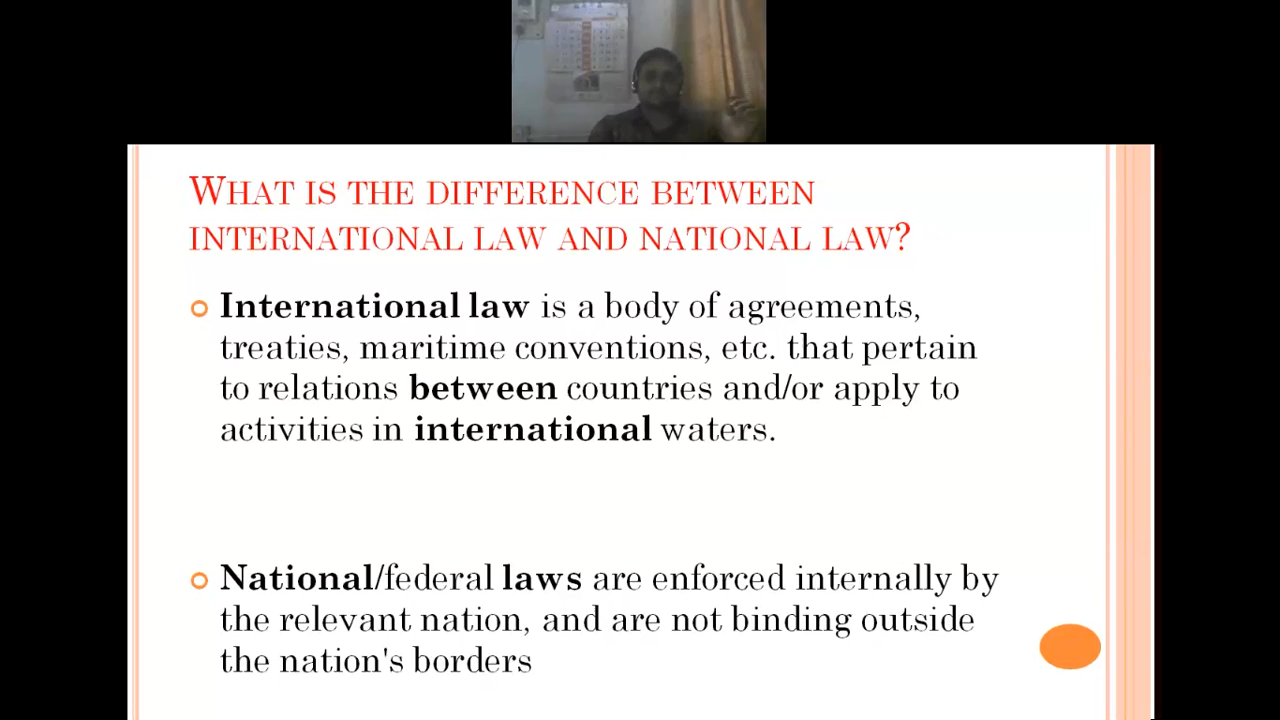 WHAT IS THE DIFFERENCE BETWEEN
INTERNATIONAL LAW AND NATIONAL LAW?
International law is a body of agreements,
treaties, maritime conventions, etc. that pertain
to relations between countries and/or apply to
activities in international waters.
National/federal laws are enforced internally by
the relevant nation, and are not binding outside
the nation's borders